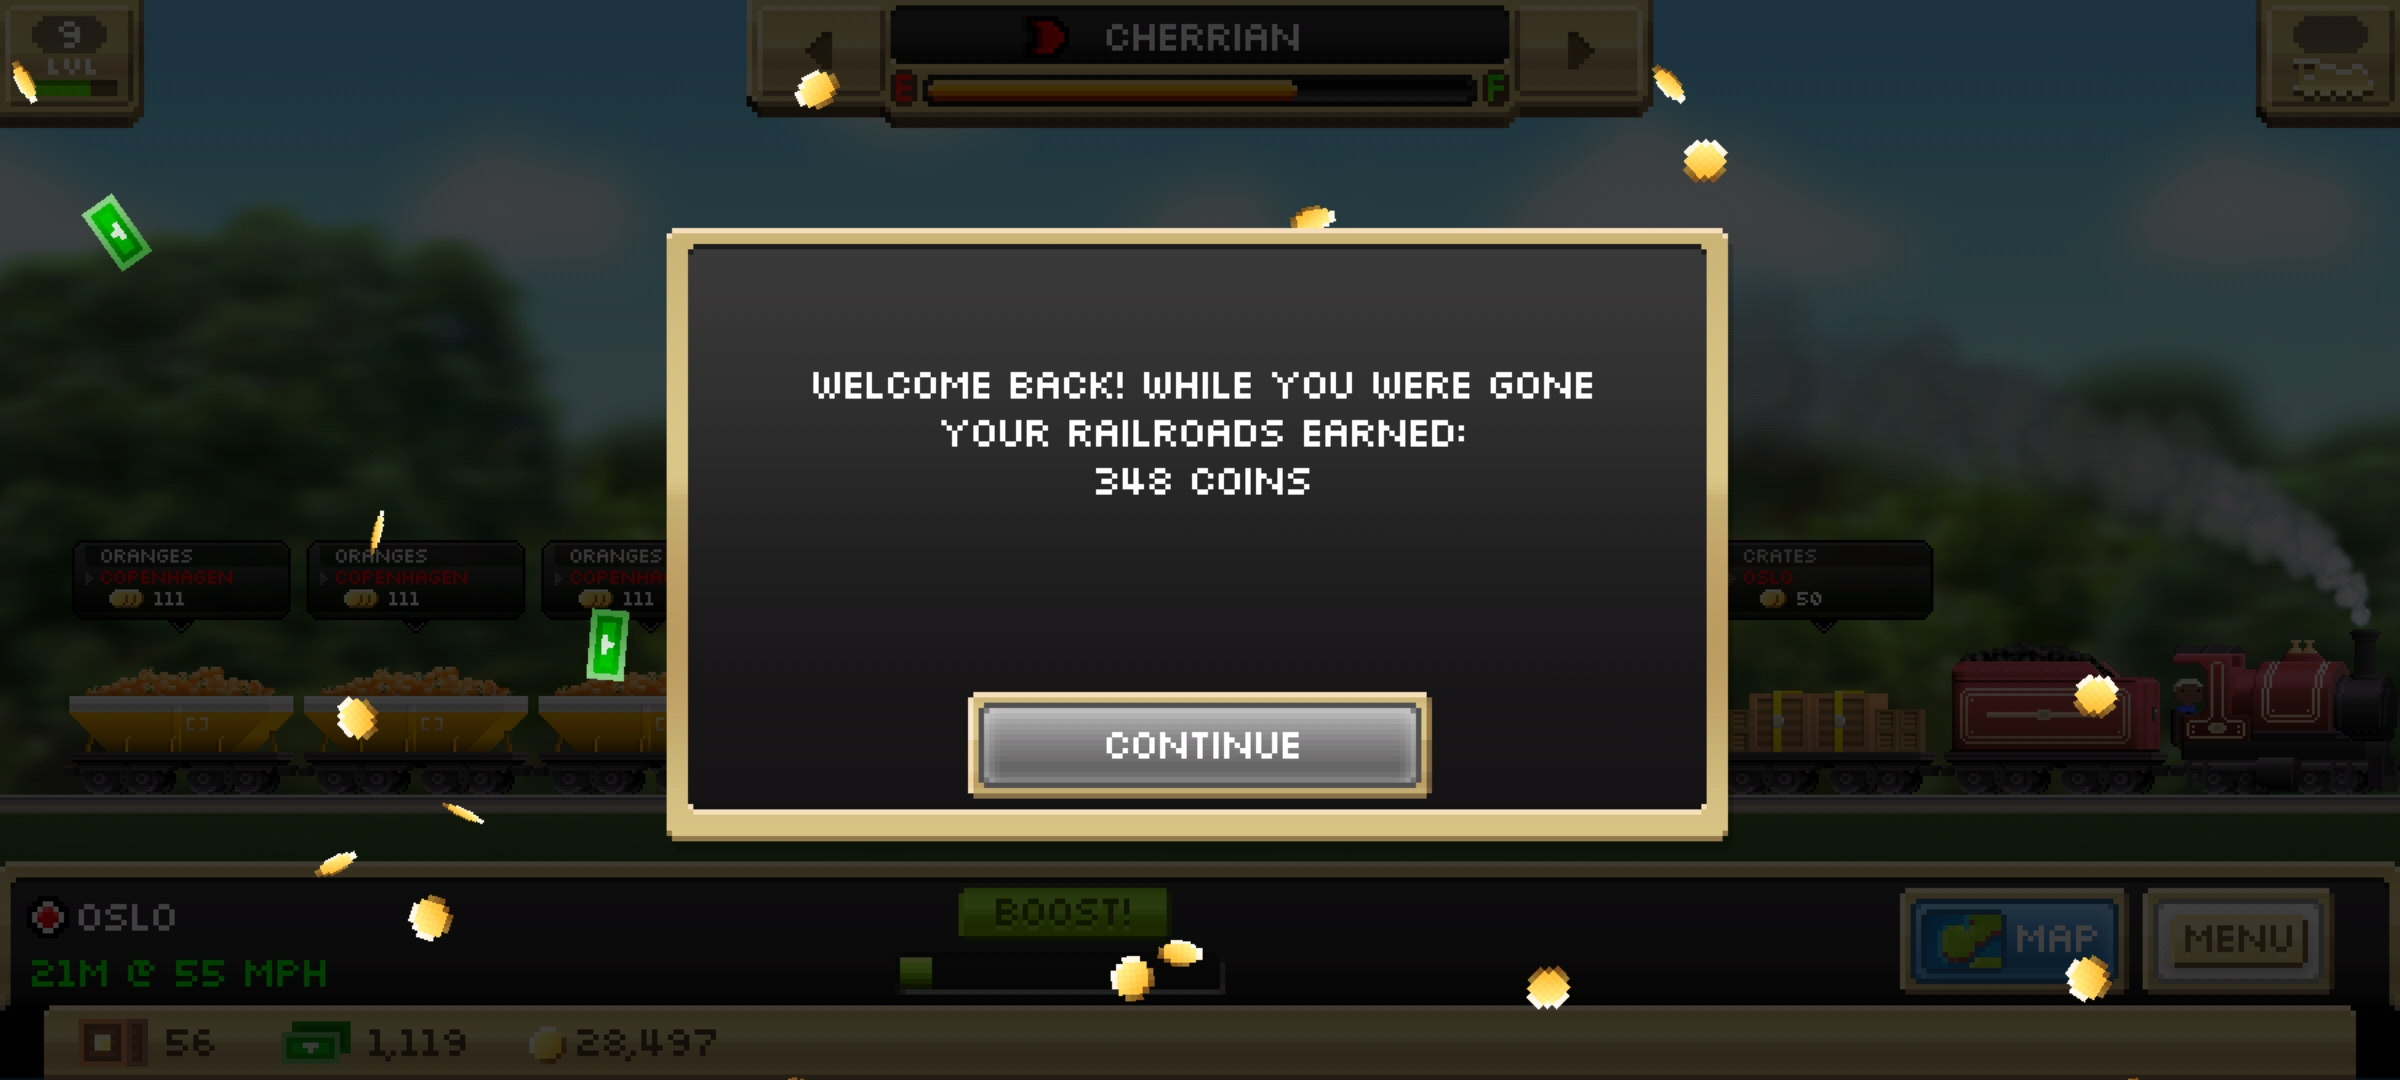 9
LVL
CHERRIAN
E F
WELCOME BACK! WHILE YOU WERE GONE
YOUR RAILROADS EARNED:
348 COINS
CONTINUE
ORANGES
COPENHAGEN
111
ORANGES
COPENHAGEN
111
ORANGES
111
CRATES
OSLO
50
OSLO
21M @ 55 MPH
BOOST!
MAP
MENU
56 1,119 28,497